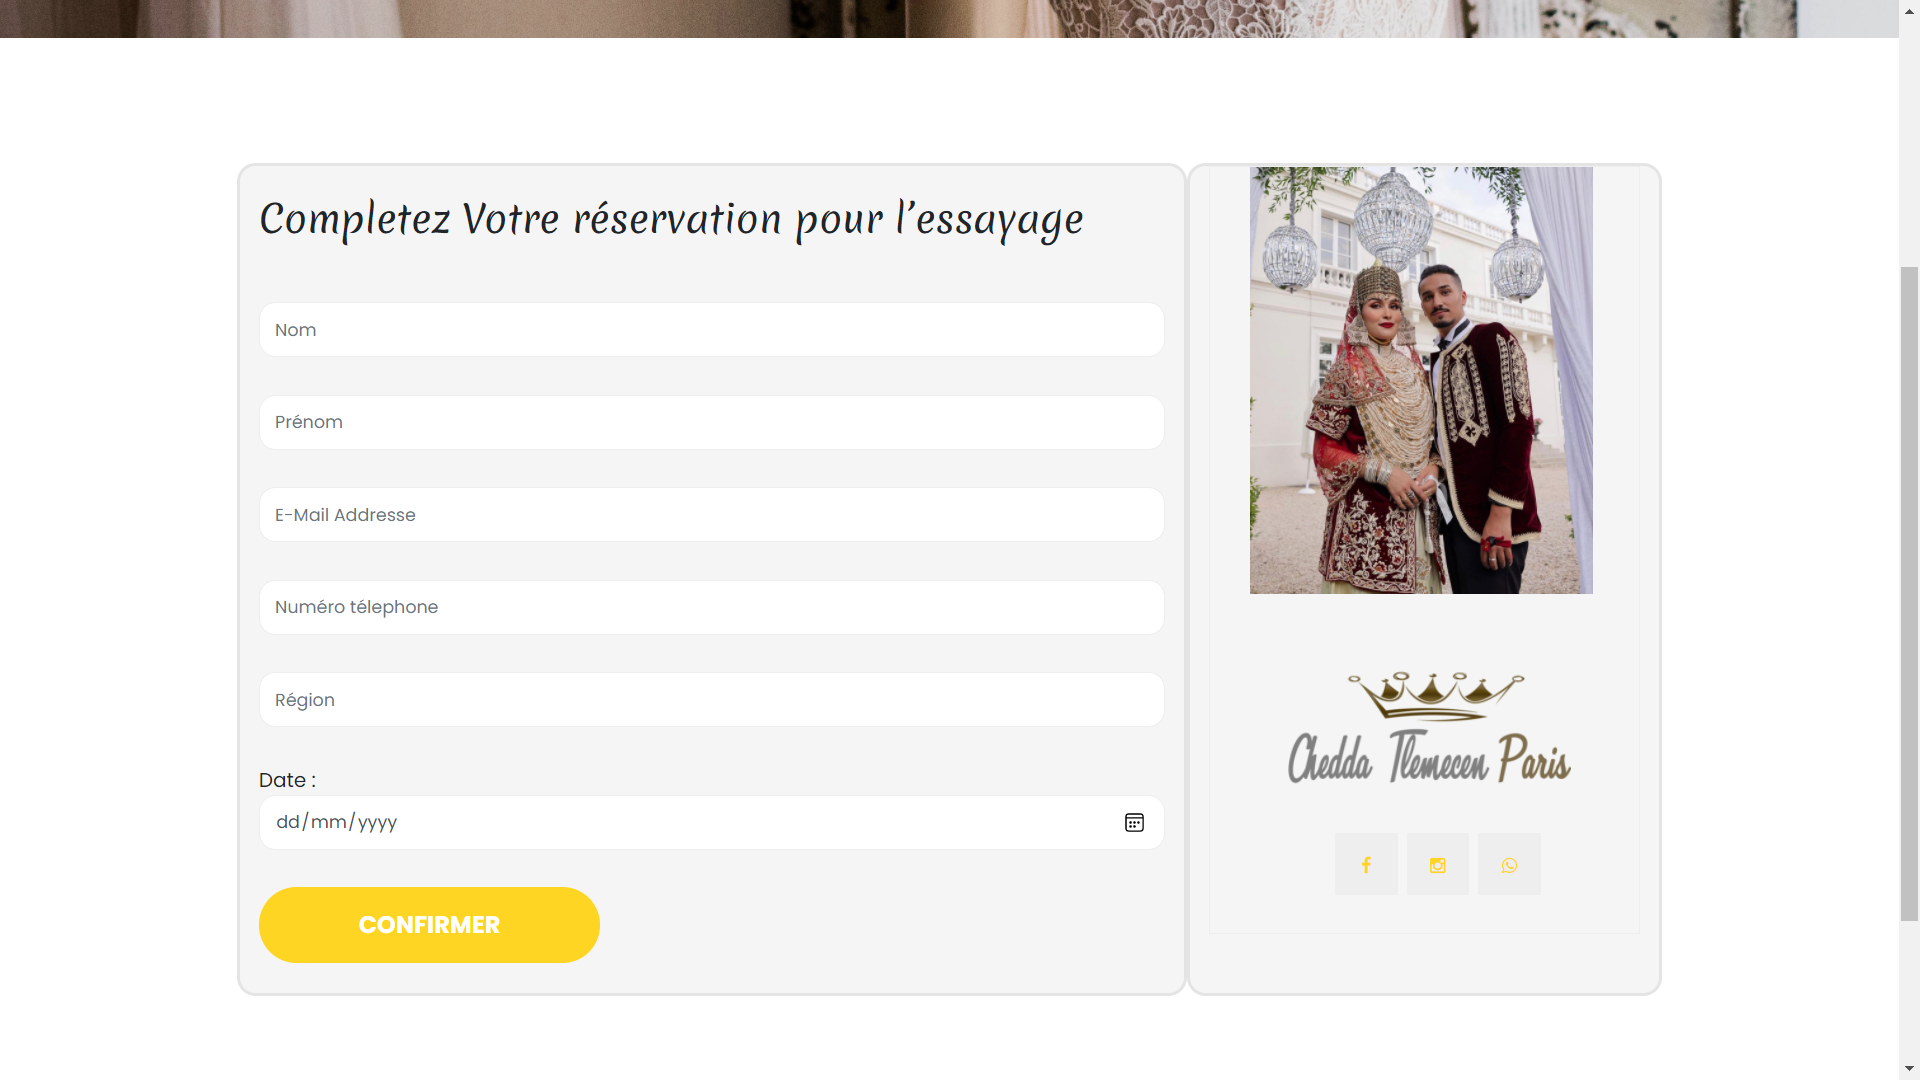 Completez Votre réservation pour l’essayage
Nom
Prénom
E-Mail Addresse
Numéro télephone
Région
Date :
dd/mm/yyyy
CONFIRMER
Chedda Tlemecen Paris